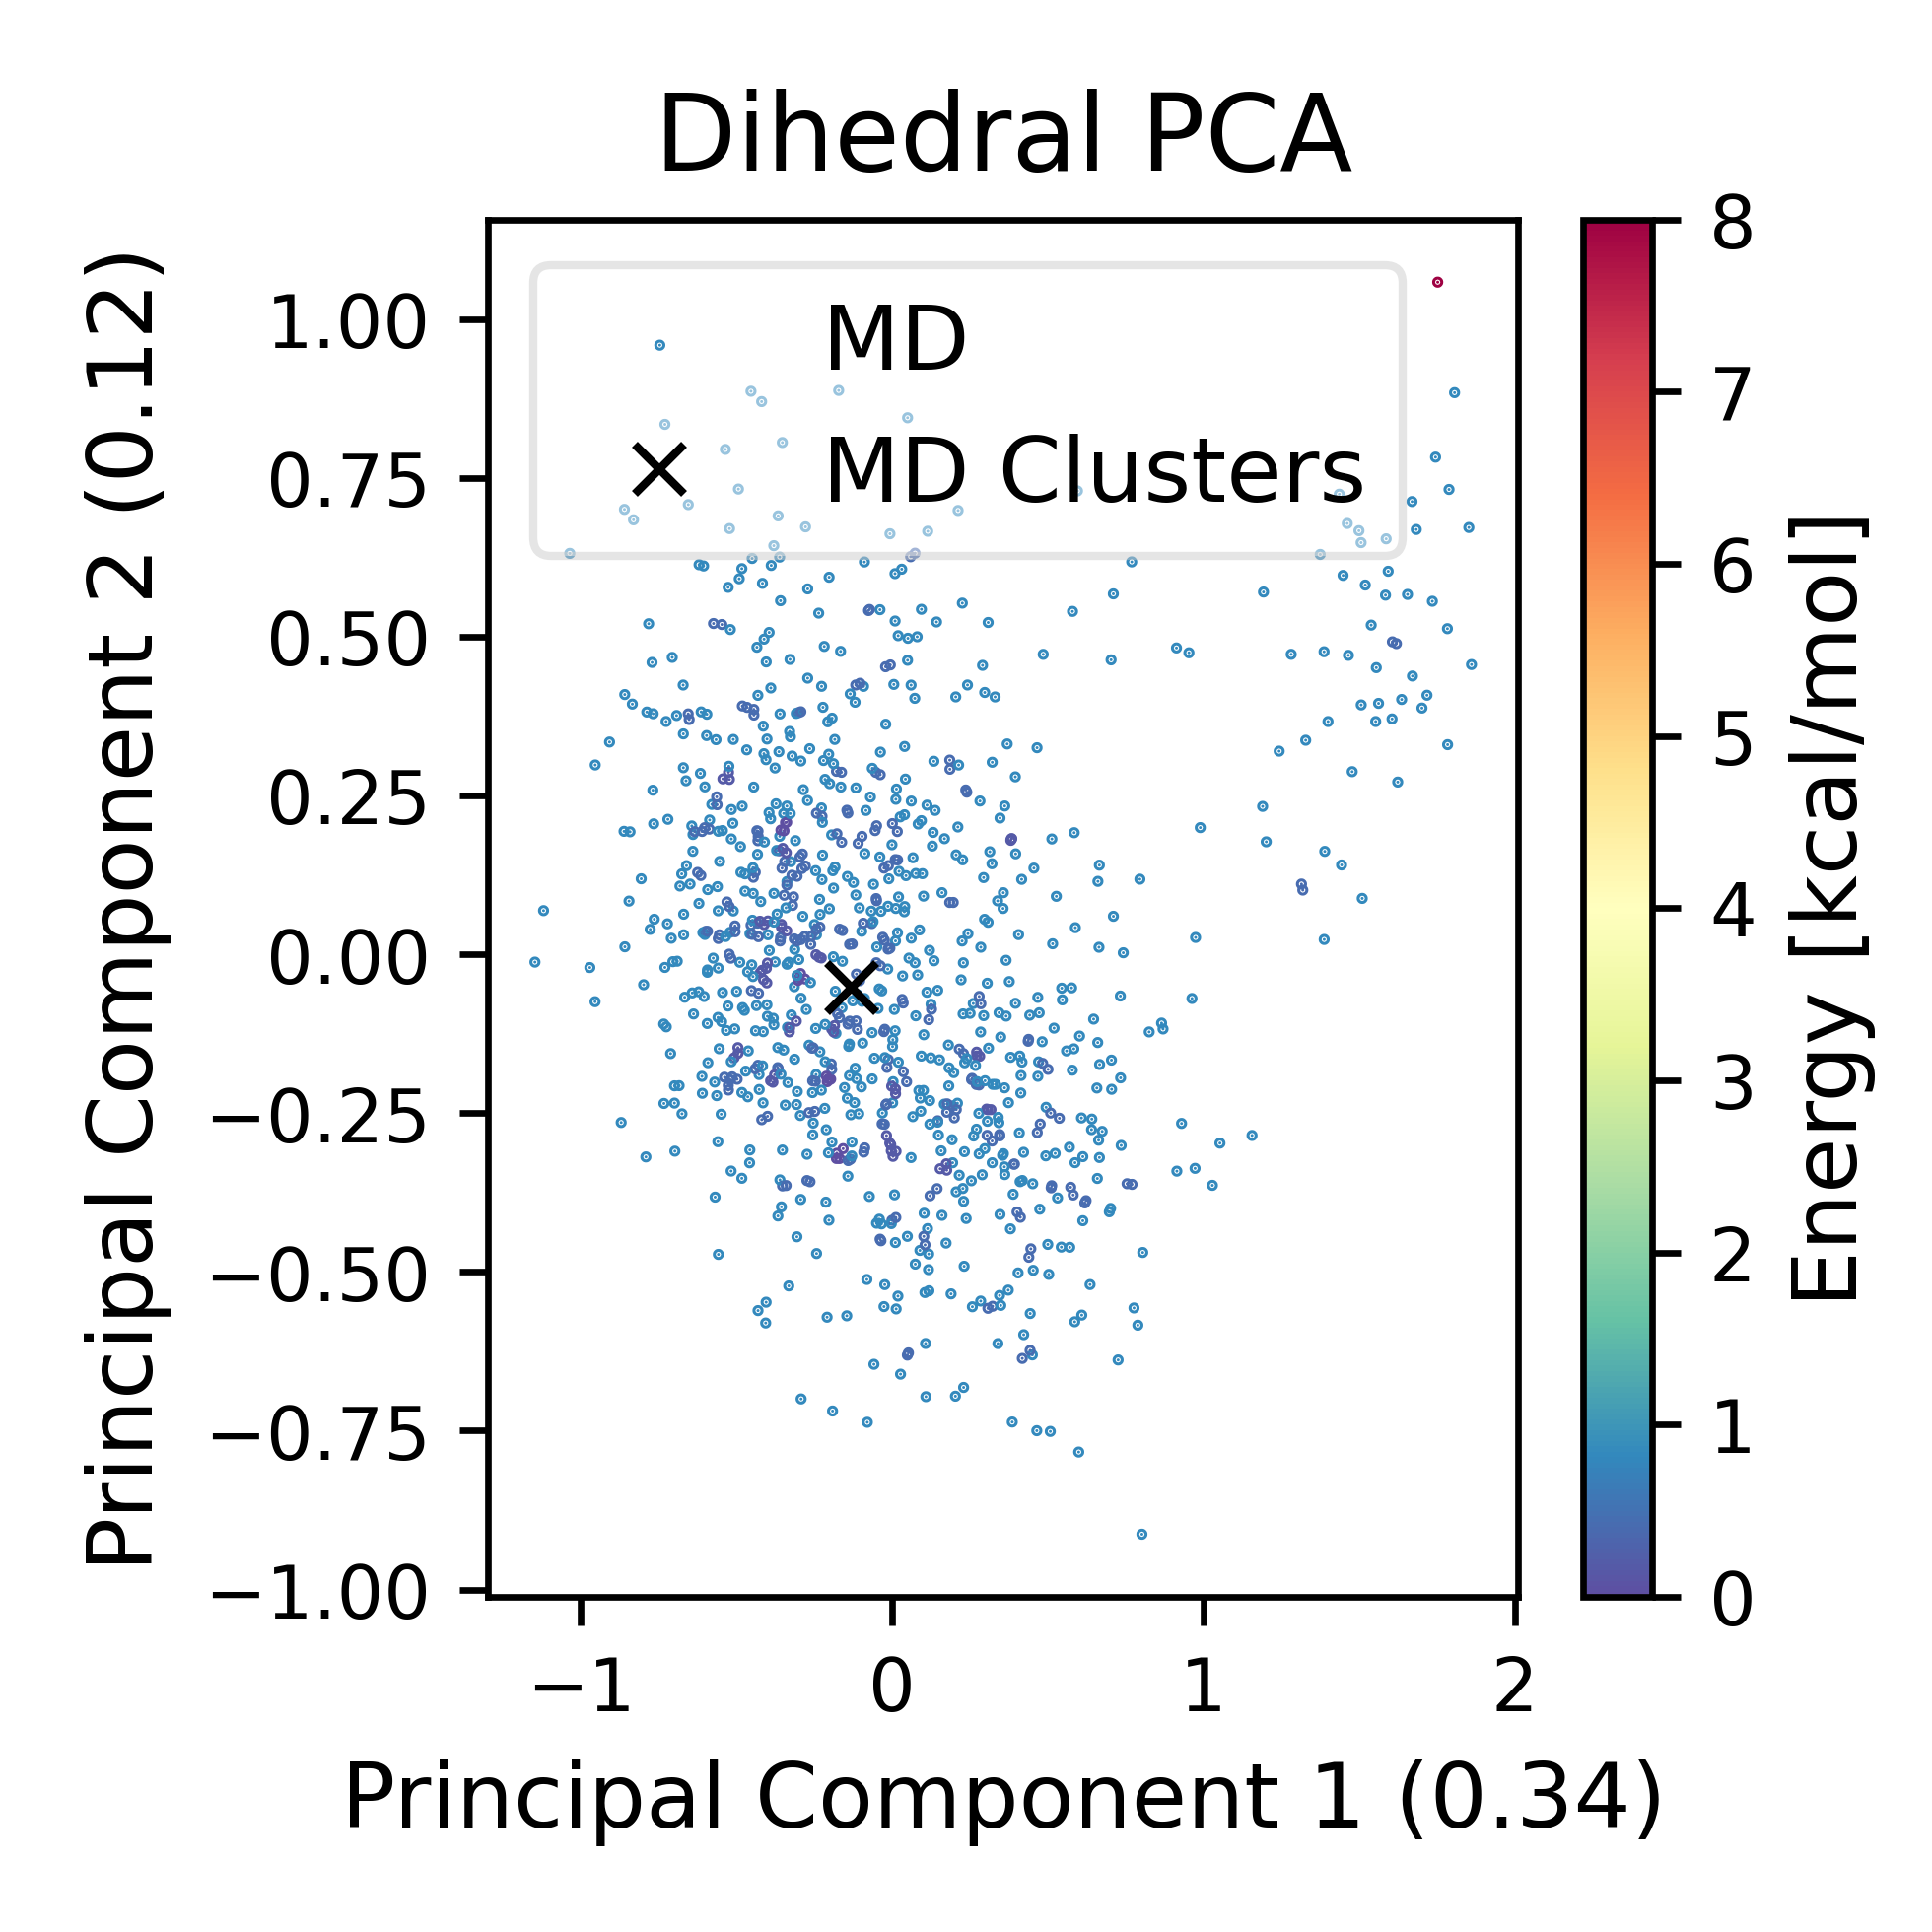 Dihedral PCA
MD
MD Clusters
1.00
0.75
0.50
0.25
0.00
−0.25
−0.50
−0.75
−1.00
Principal Component 2 (0.12)
−1 0 1 2
Principal Component 1 (0.34)
8
7
6
5
4
3
2
1
0
Energy [kcal/mol]